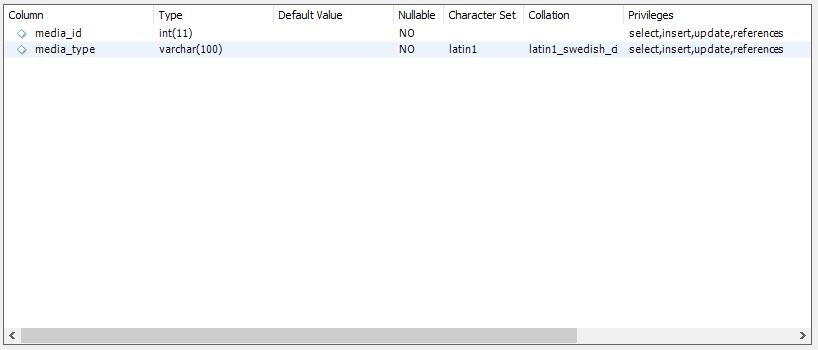 Column Type Default Value Nullable Character Set Collation Privileges
media_id int(11) NO select,insert,update,references
media_type varchar(100) NO latin1 latin1_swedish_ci select,insert,update,references